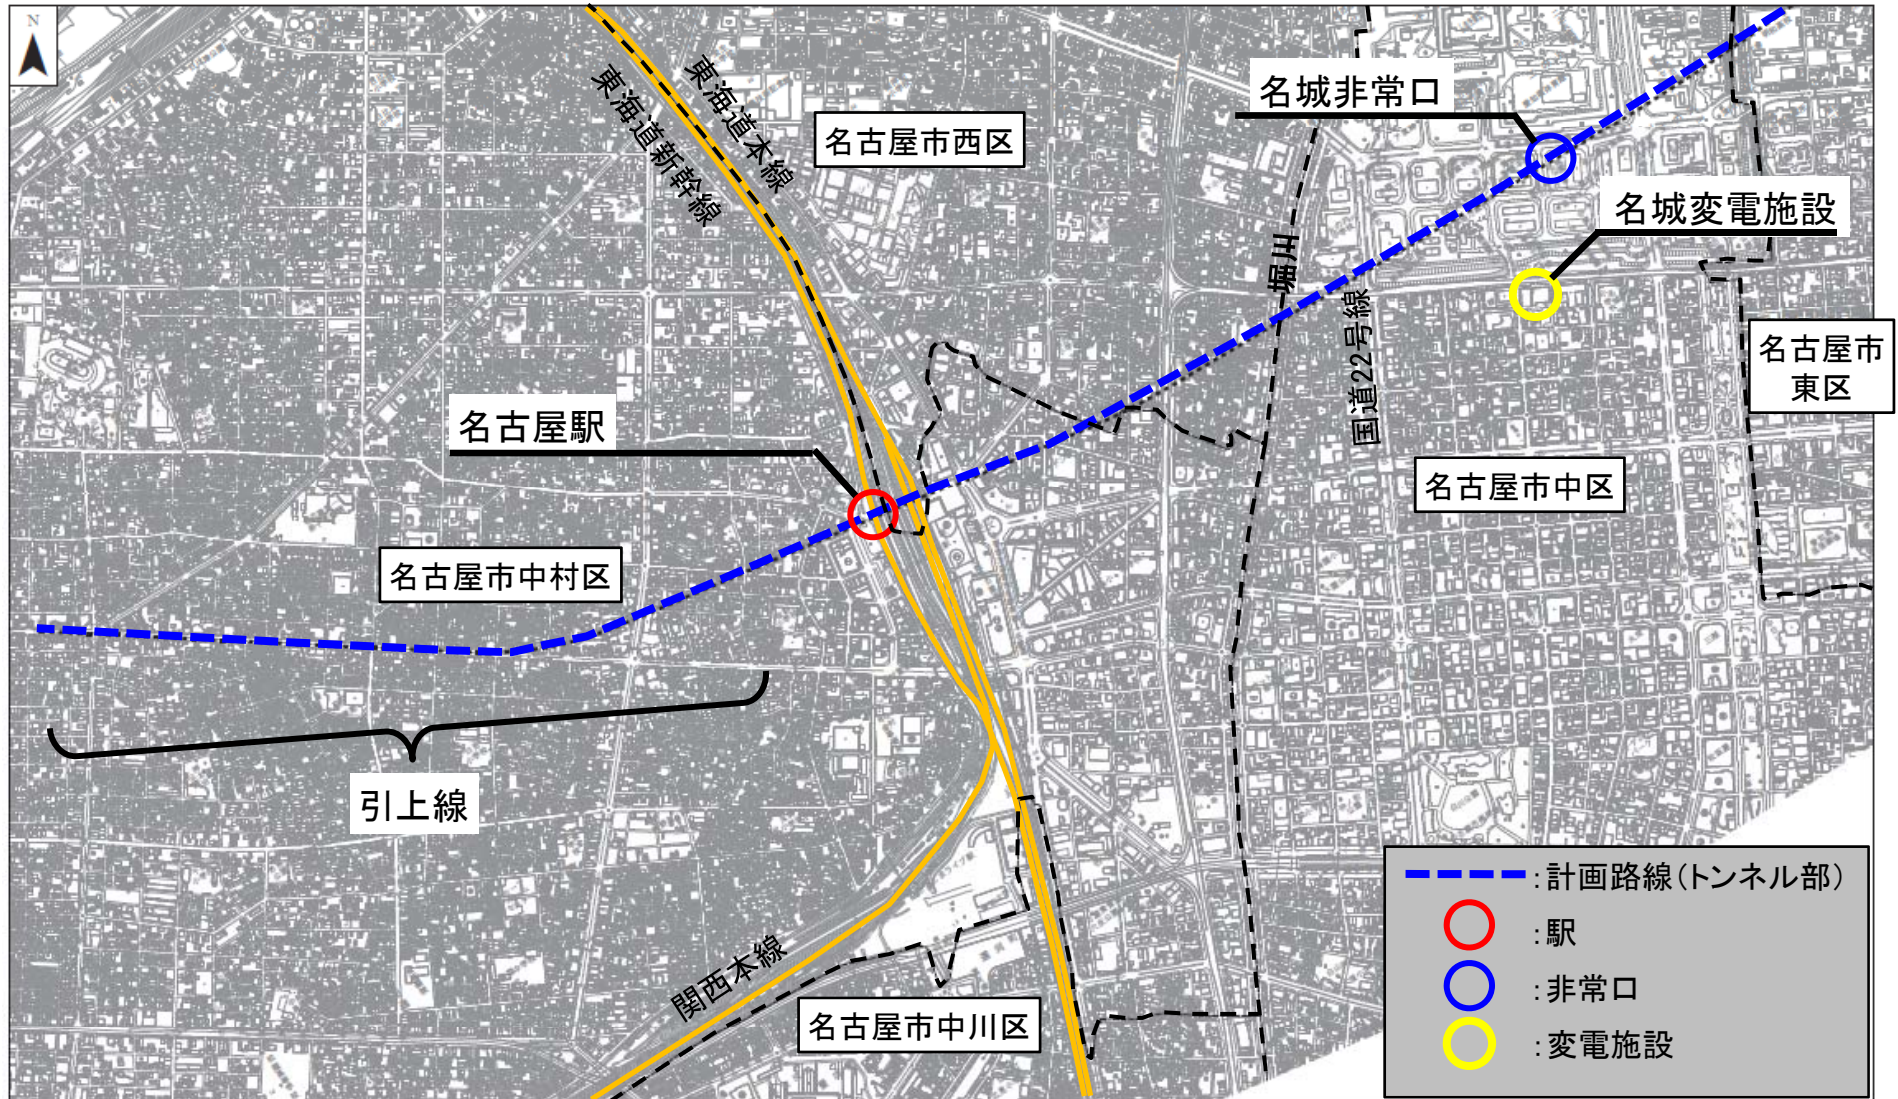 N
東海道本線
東海道新幹線
名古屋市西区
名城非常口
名城変電施設
堀川
国道22号線
名古屋市
東区
名古屋駅
名古屋市中区
名古屋市中村区
引上線
関西本線
名古屋市中川区
:計画路線(トンネル部)
:駅
:非常口
:変電施設